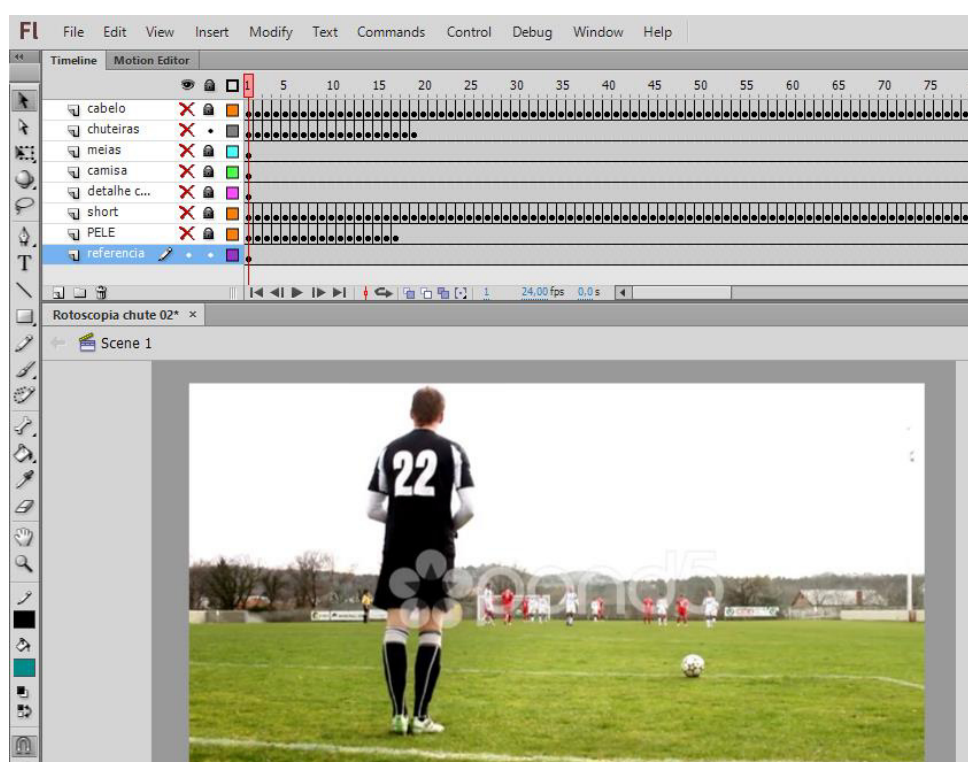 Fl File Edit View Insert Modify Text Commands Control Debug Window Help
Timeline Motion Editor
1 5 10 15 20 25 30 35 40 45 50 55 60 65 70 75
cabelo
chuteiras
meias
camisa
detalhe c...
short
PELE
referencia
1 24,00 fps 0,0 s
Rotoscopia chute 02* ×
Scene 1
22
pond5
T